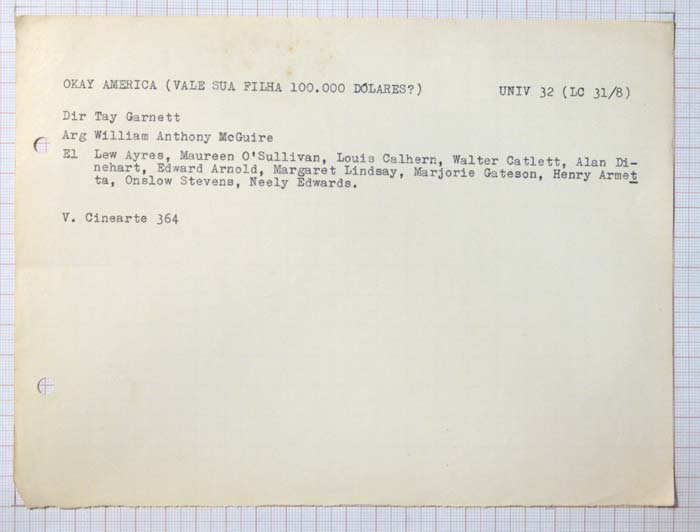 OKAY AMERICA (VALE SUA FILHA 100.000 DÓLARES?) UNIV 32 (LC 31/8)
Dir Tay Garnett
Arg William Anthony McGuire
El Lew Ayres, Maureen O'Sullivan, Louis Calhern, Walter Catlett, Alan Di-
nehart, Edward Arnold, Margaret Lindsay, Marjorie Gateson, Henry Armet
ta, Onslow Stevens, Neely Edwards.
V. Cinearte 364